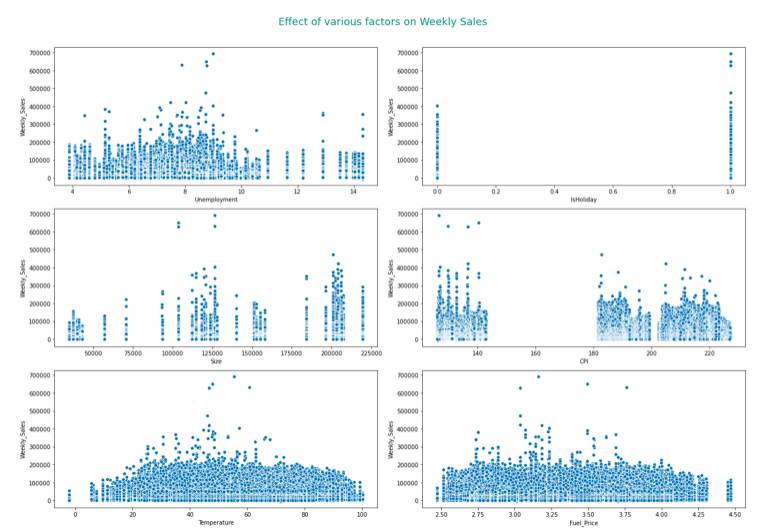 Effect of various factors on Weekly Sales
700000
600000
500000
400000
300000
200000
100000
0
Weekly_Sales
4 6 8 10 12 14
Unemployment
700000
600000
500000
400000
300000
200000
100000
0
Weekly_Sales
0.0 0.2 0.4 0.6 0.8 1.0
IsHoliday
700000
600000
500000
400000
300000
200000
100000
0
Weekly_Sales
50000 75000 100000 125000 150000 175000 200000 225000
Size
700000
600000
500000
400000
300000
200000
100000
0
Weekly_Sales
140 160 180 200 220
CPI
700000
600000
500000
400000
300000
200000
100000
0
Weekly_Sales
0 20 40 60 80 100
Temperature
700000
600000
500000
400000
300000
200000
100000
0
Weekly_Sales
2.50 2.75 3.00 3.25 3.50 3.75 4.00 4.25 4.50
Fuel_Price